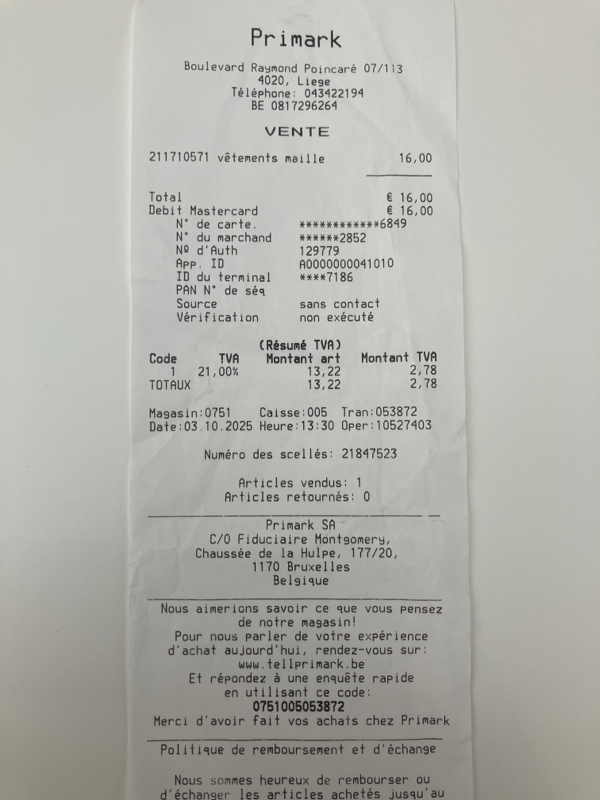 Primark
Boulevard Raymond Poincaré 07/113
4020, Liege
Téléphone: 043422194
BE 0817296264
VENTE
211710571 vêtements maille 16,00
Total € 16,00
Debit Mastercard € 16,00
N° de carte. ************6849
N° du marchand ******2852
Nº d'Auth 129779
App. ID A0000000041010
ID du terminal ****7186
PAN N° de séq
Source sans contact
Vérification non exécuté
(Résumé TVA)
Code TVA Montant art Montant TVA
1 21,00% 13,22 2,78
TOTAUX 13,22 2,78
Magasin:0751 Caisse:005 Tran:053872
Date:03.10.2025 Heure:13:30 Oper:10527403
Numéro des scellés: 21847523
Articles vendus: 1
Articles retournés: 0
Primark SA
C/O Fiduciaire Montgomery,
Chaussée de la Hulpe, 177/20,
1170 Bruxelles
Belgique
Nous aimerions savoir ce que vous pensez
de notre magasin!
Pour nous parler de votre expérience
d'achat aujourd'hui, rendez-vous sur:
www.tellprimark.be
Et répondez à une enquête rapide
en utilisant ce code:
0751005053872
Merci d'avoir fait vos achats chez Primark
Politique de remboursement et d'échange
Nous sommes heureux de rembourser ou
d'échanger les articles achetés jusqu'au